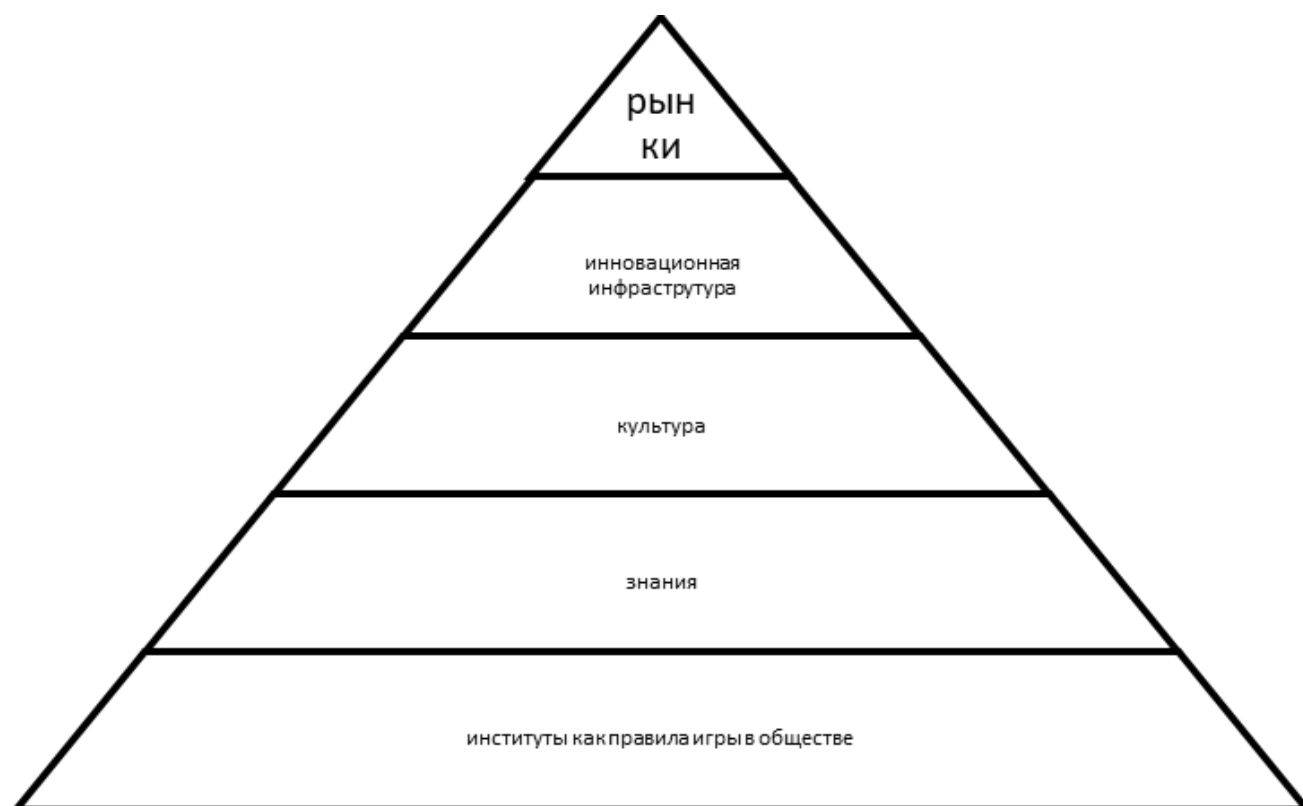 рын
ки
инновационная
инфраструтура
культура
знания
институты как правила игры в обществе